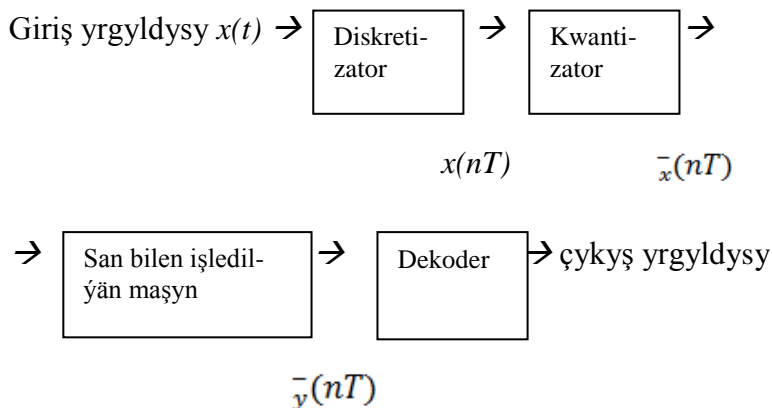 Giriş yrgyldysy x(t) → Diskreti- → Kwanti- →
zator zator
x(nT) x̄(nT)
→ San bilen işledil- → Dekoder → çykyş yrgyldysy
ýän maşyn
ȳ(nT)